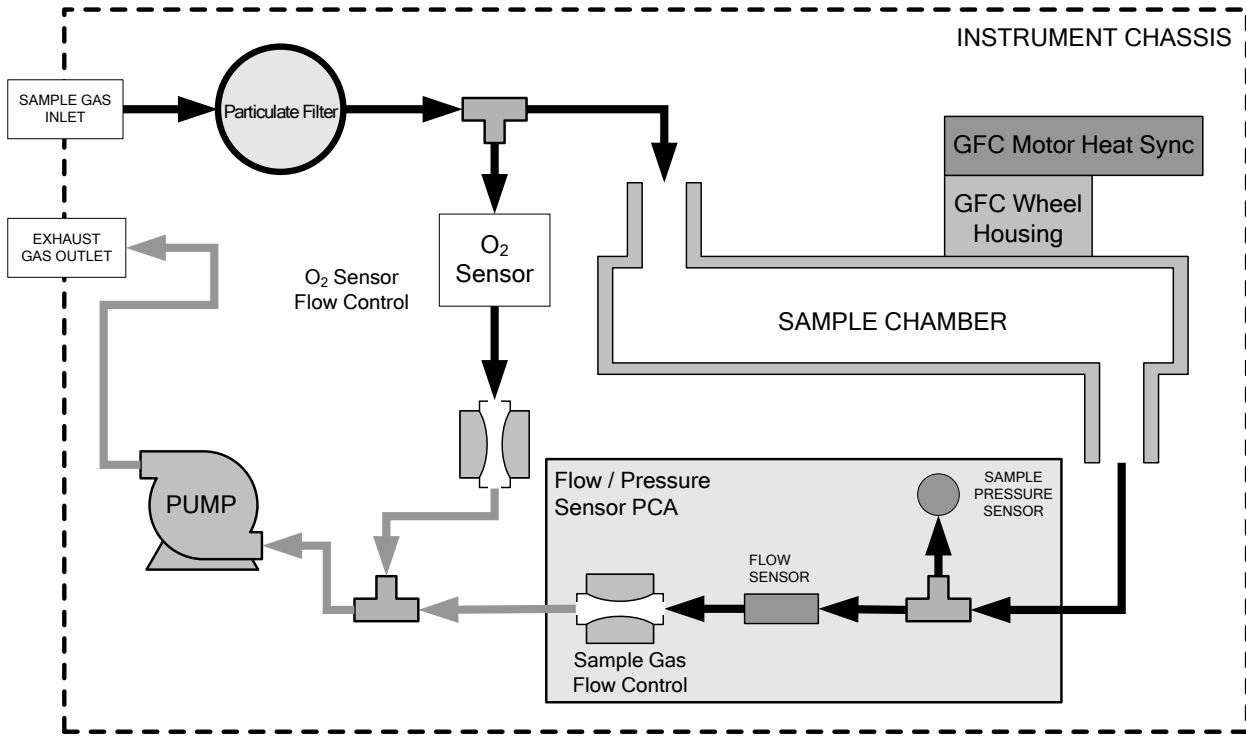 INSTRUMENT CHASSIS
SAMPLE GAS
INLET
Particulate Filter
GFC Motor Heat Sync
GFC Wheel
Housing
EXHAUST
GAS OUTLET
O₂
Sensor
O₂ Sensor
Flow Control
SAMPLE CHAMBER
PUMP
Flow / Pressure
Sensor PCA
SAMPLE
PRESSURE
SENSOR
FLOW
SENSOR
Sample Gas
Flow Control